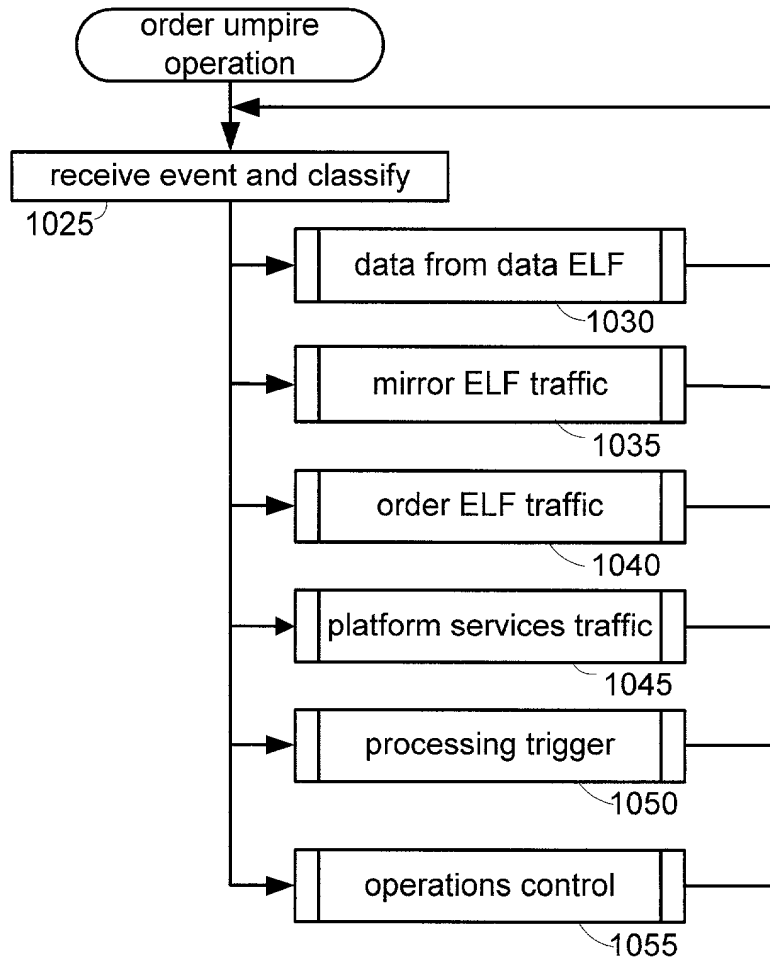 order umpire
operation
receive event and classify
1025
data from data ELF
1030
mirror ELF traffic
1035
order ELF traffic
1040
platform services traffic
1045
processing trigger
1050
operations control
1055